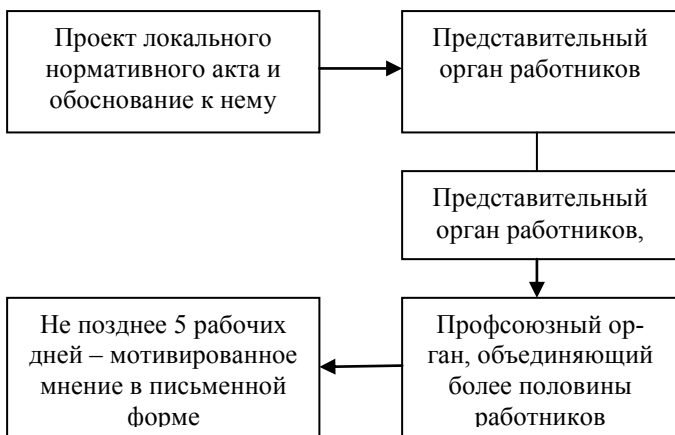 Проект локального
нормативного акта и
обоснование к нему
Представительный
орган работников
Представительный
орган работников,
Профсоюзный ор-
ган, объединяющий
более половины
работников
Не позднее 5 рабочих
дней – мотивированное
мнение в письменной
форме